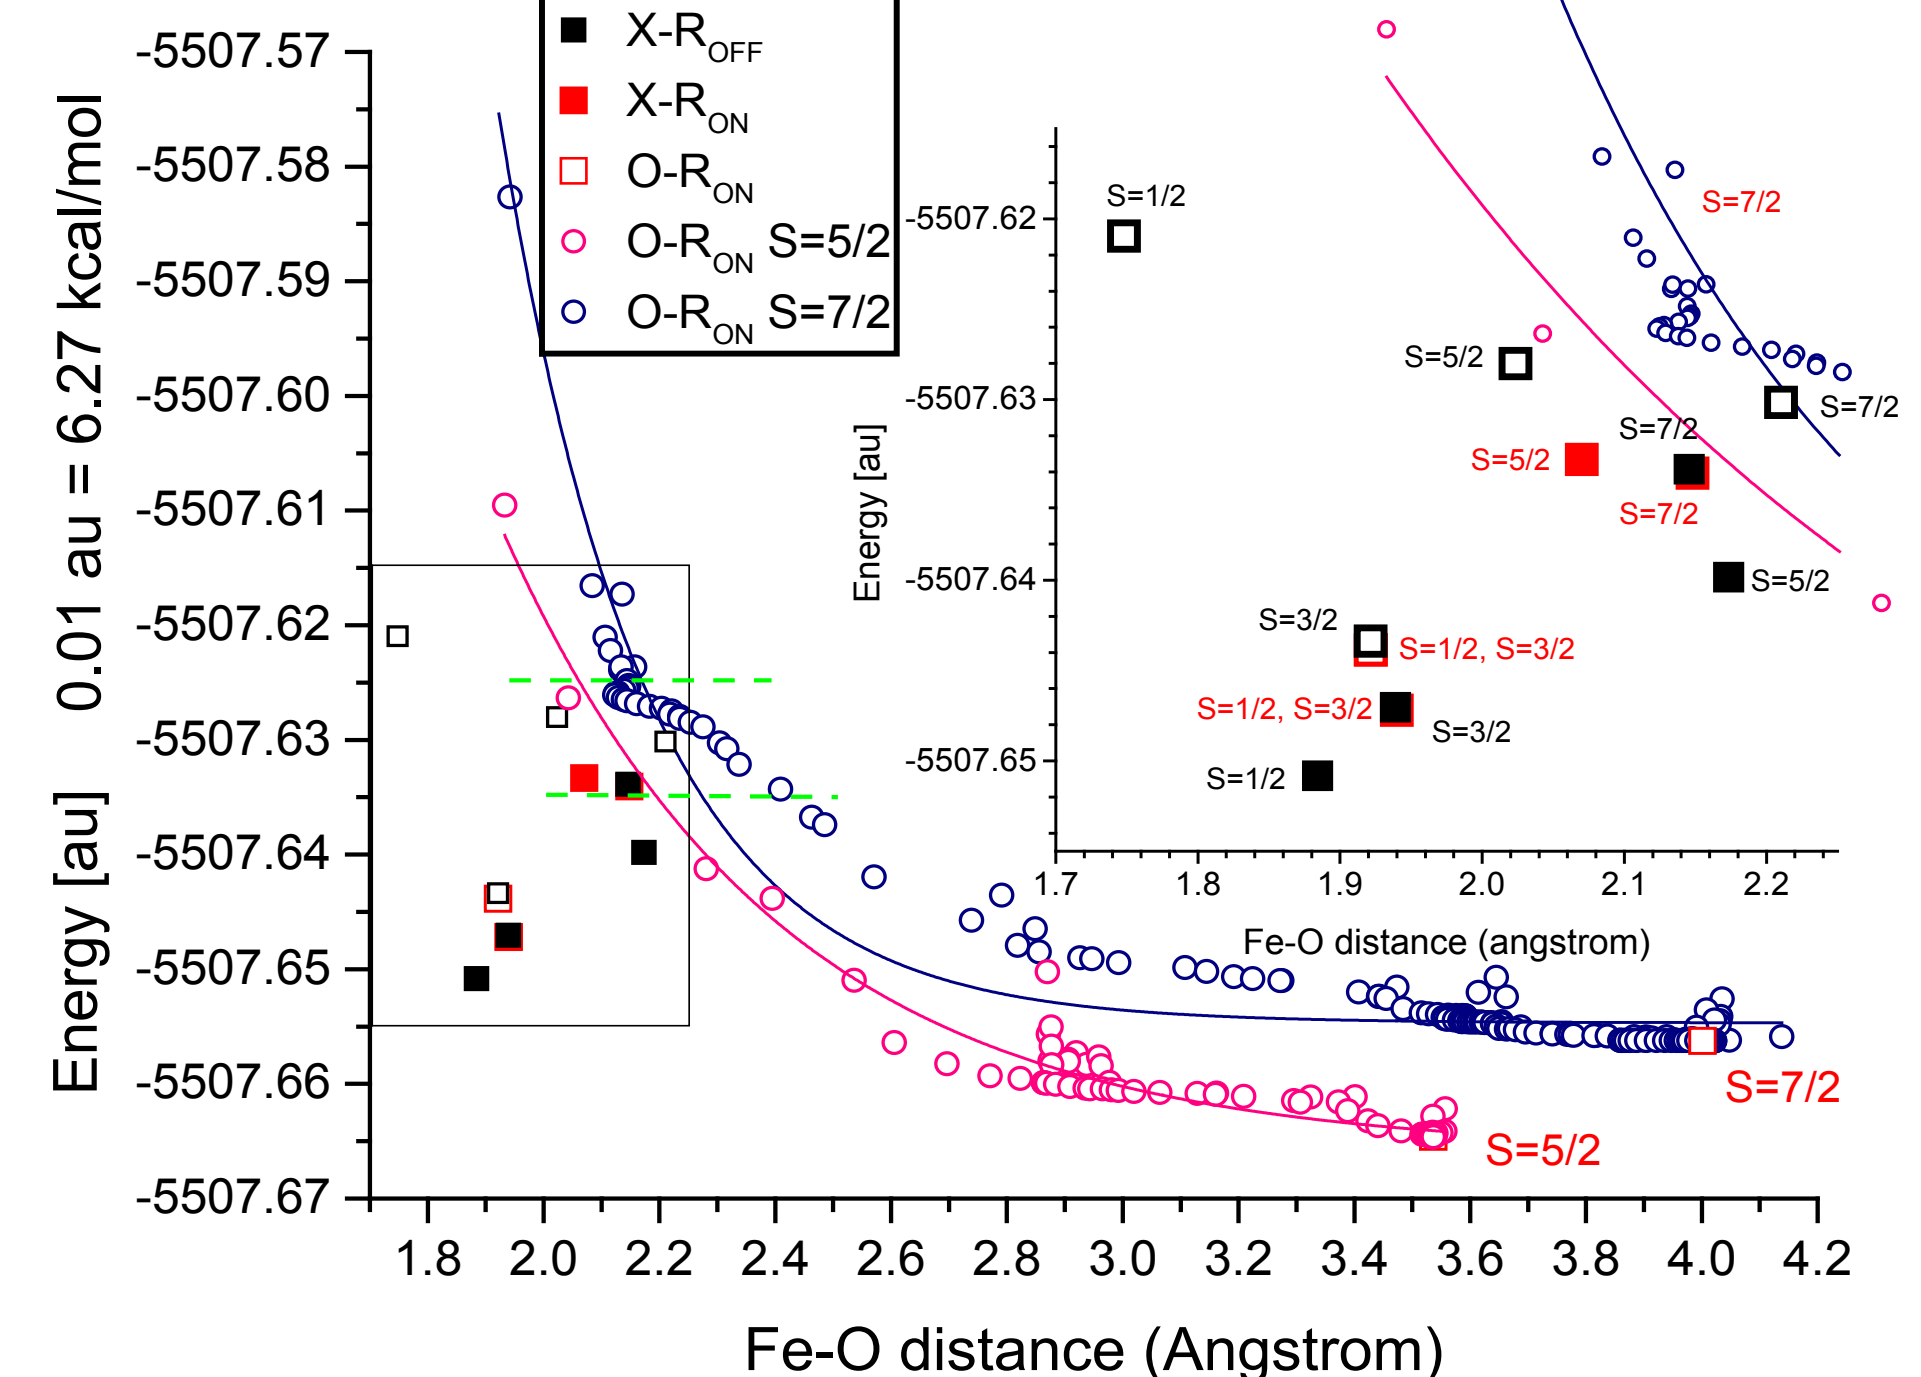 Energy [au]    0.01 au = 6.27 kcal/mol
-5507.57
-5507.58
-5507.59
-5507.60
-5507.61
-5507.62
-5507.63
-5507.64
-5507.65
-5507.66
-5507.67
X-ROFF
X-RON
O-RON
O-RON S=5/2
O-RON S=7/2
Energy [au]
-5507.62
-5507.63
-5507.64
-5507.65
S=1/2
S=7/2
S=5/2
S=7/2
S=7/2
S=5/2
S=7/2
S=5/2
S=3/2
S=1/2, S=3/2
S=1/2, S=3/2
S=3/2
S=1/2
1.7 1.8 1.9 2.0 2.1 2.2
Fe-O distance (angstrom)
S=7/2
S=5/2
1.8 2.0 2.2 2.4 2.6 2.8 3.0 3.2 3.4 3.6 3.8 4.0 4.2
Fe-O distance (Angstrom)